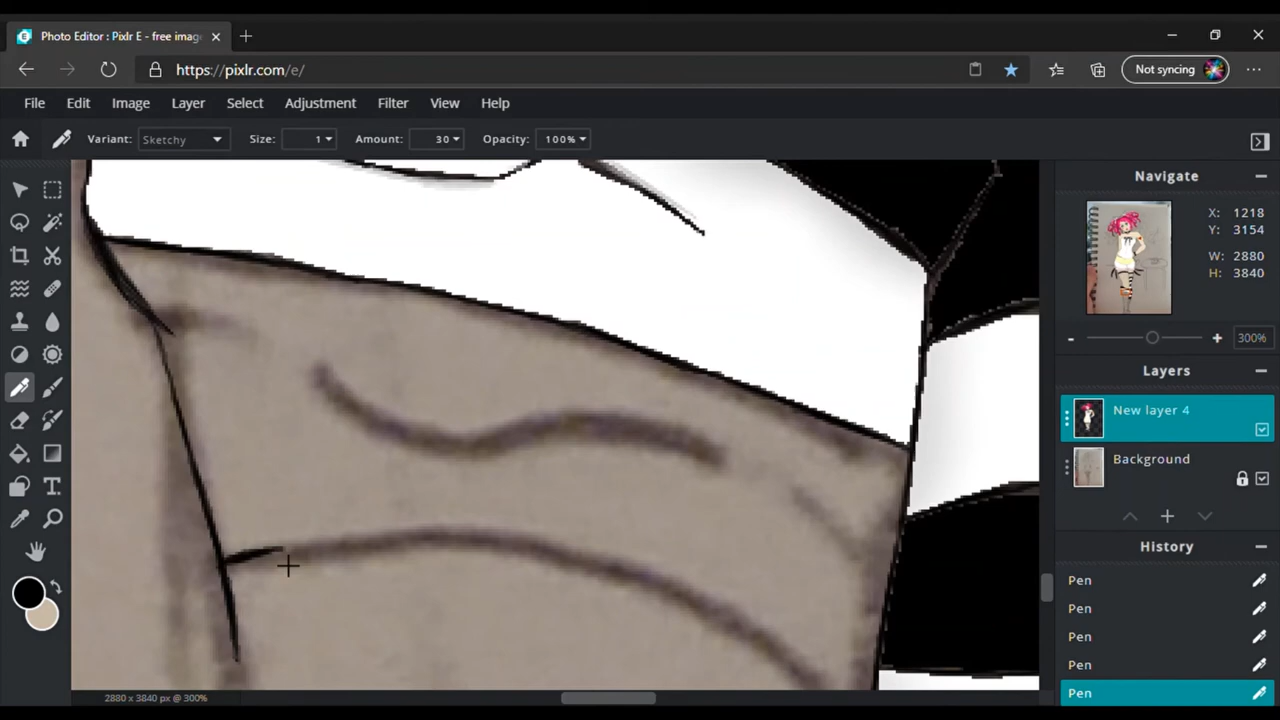 Photo Editor : Pixlr E - free imag
https://pixlr.com/e/
Not syncing
File Edit Image Layer Select Adjustment Filter View Help
Variant: Sketchy Size: 1 Amount: 30 Opacity: 100%
Navigate
X: 1218
Y: 3154
W: 2880
H: 3840
- + 300%
Layers
New layer 4
Background
History
Pen
Pen
Pen
Pen
Pen
2880 x 3840 px @ 300%